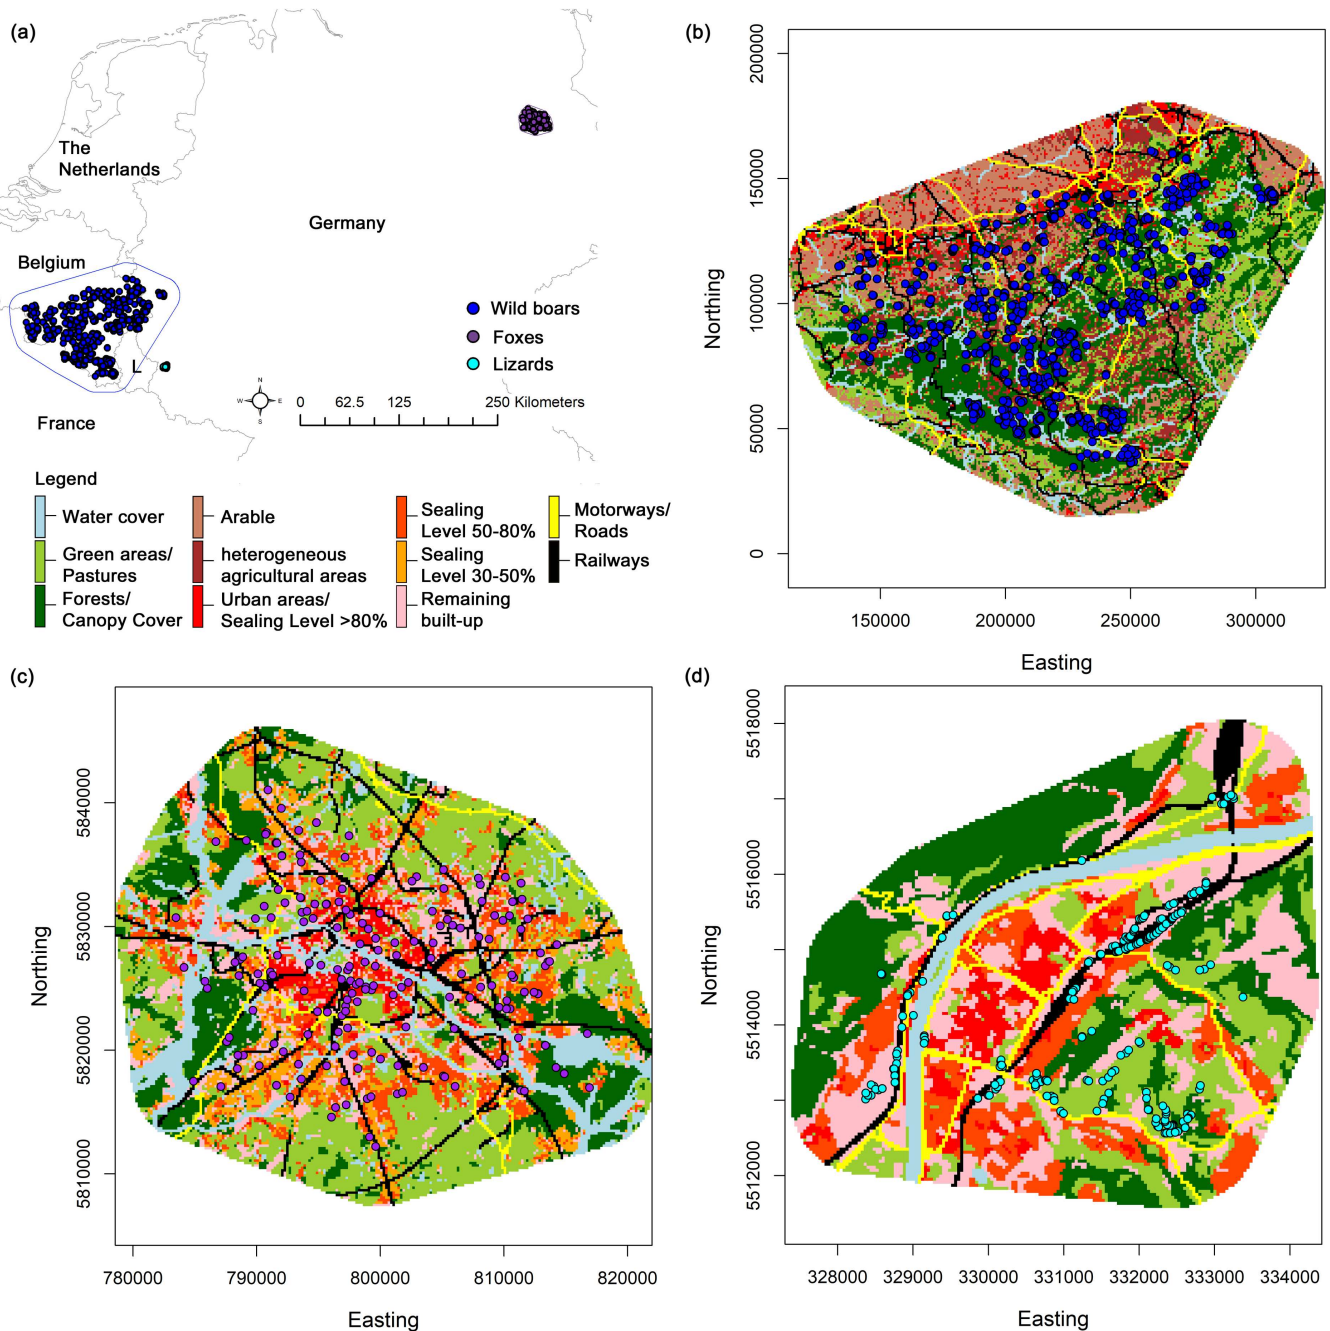 (a)
The
Netherlands
Germany
Belgium
L
France
Wild boars
Foxes
Lizards
N
W
E
S
0 62.5 125 250 Kilometers
Legend
Water cover
Green areas/
Pastures
Forests/
Canopy Cover
Arable
heterogeneous
agricultural areas
Urban areas/
Sealing Level >80%
Sealing
Level 50-80%
Sealing
Level 30-50%
Remaining
built-up
Motorways/
Roads
Railways
(b)
Northing
200000
150000
100000
50000
0
150000 200000 250000 300000
Easting
(c)
Northing
5840000
5830000
5820000
5810000
780000 790000 800000 810000 820000
Easting
(d)
Northing
5518000
5516000
5514000
5512000
328000 329000 330000 331000 332000 333000 334000
Easting